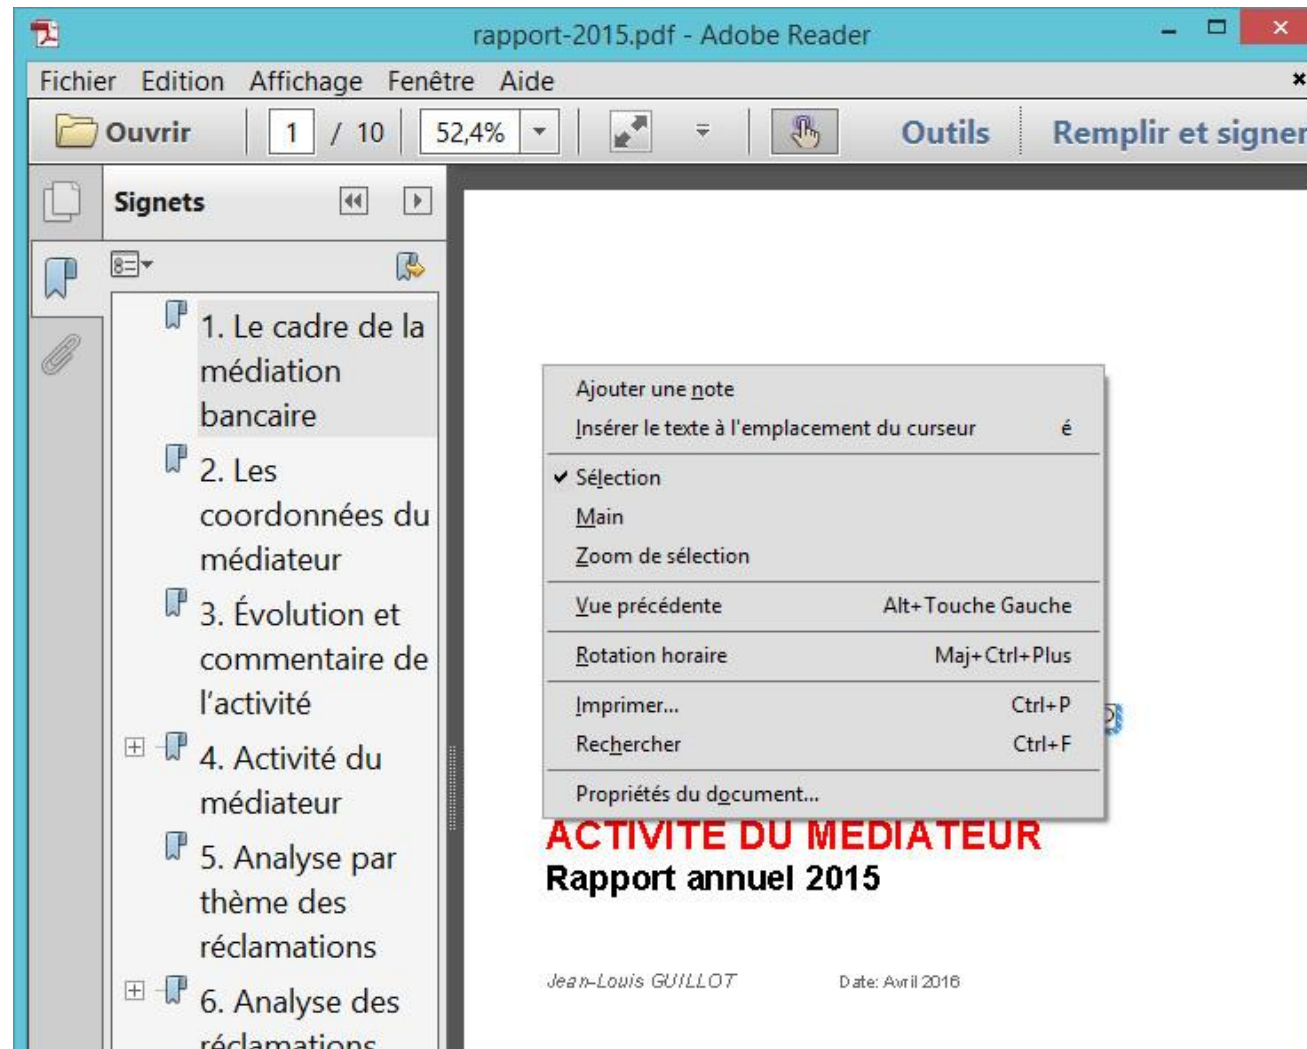 rapport-2015.pdf - Adobe Reader
Fichier Edition Affichage Fenêtre Aide
Ouvrir 1 / 10 52,4% Outils Remplir et signer
Signets
1. Le cadre de la
médiation
bancaire
2. Les
coordonnées du
médiateur
3. Évolution et
commentaire de
l'activité
4. Activité du
médiateur
5. Analyse par
thème des
réclamations
6. Analyse des
réclamations
Ajouter une note
Insérer le texte à l'emplacement du curseur é
Sélection
Main
Zoom de sélection
Vue précédente Alt+Touche Gauche
Rotation horaire Maj+Ctrl+Plus
Imprimer... Ctrl+P
Rechercher Ctrl+F
Propriétés du document...
ACTIVITE DU MEDIATEUR
Rapport annuel 2015
Jean-Louis GUILLOT Date: Avril 2016